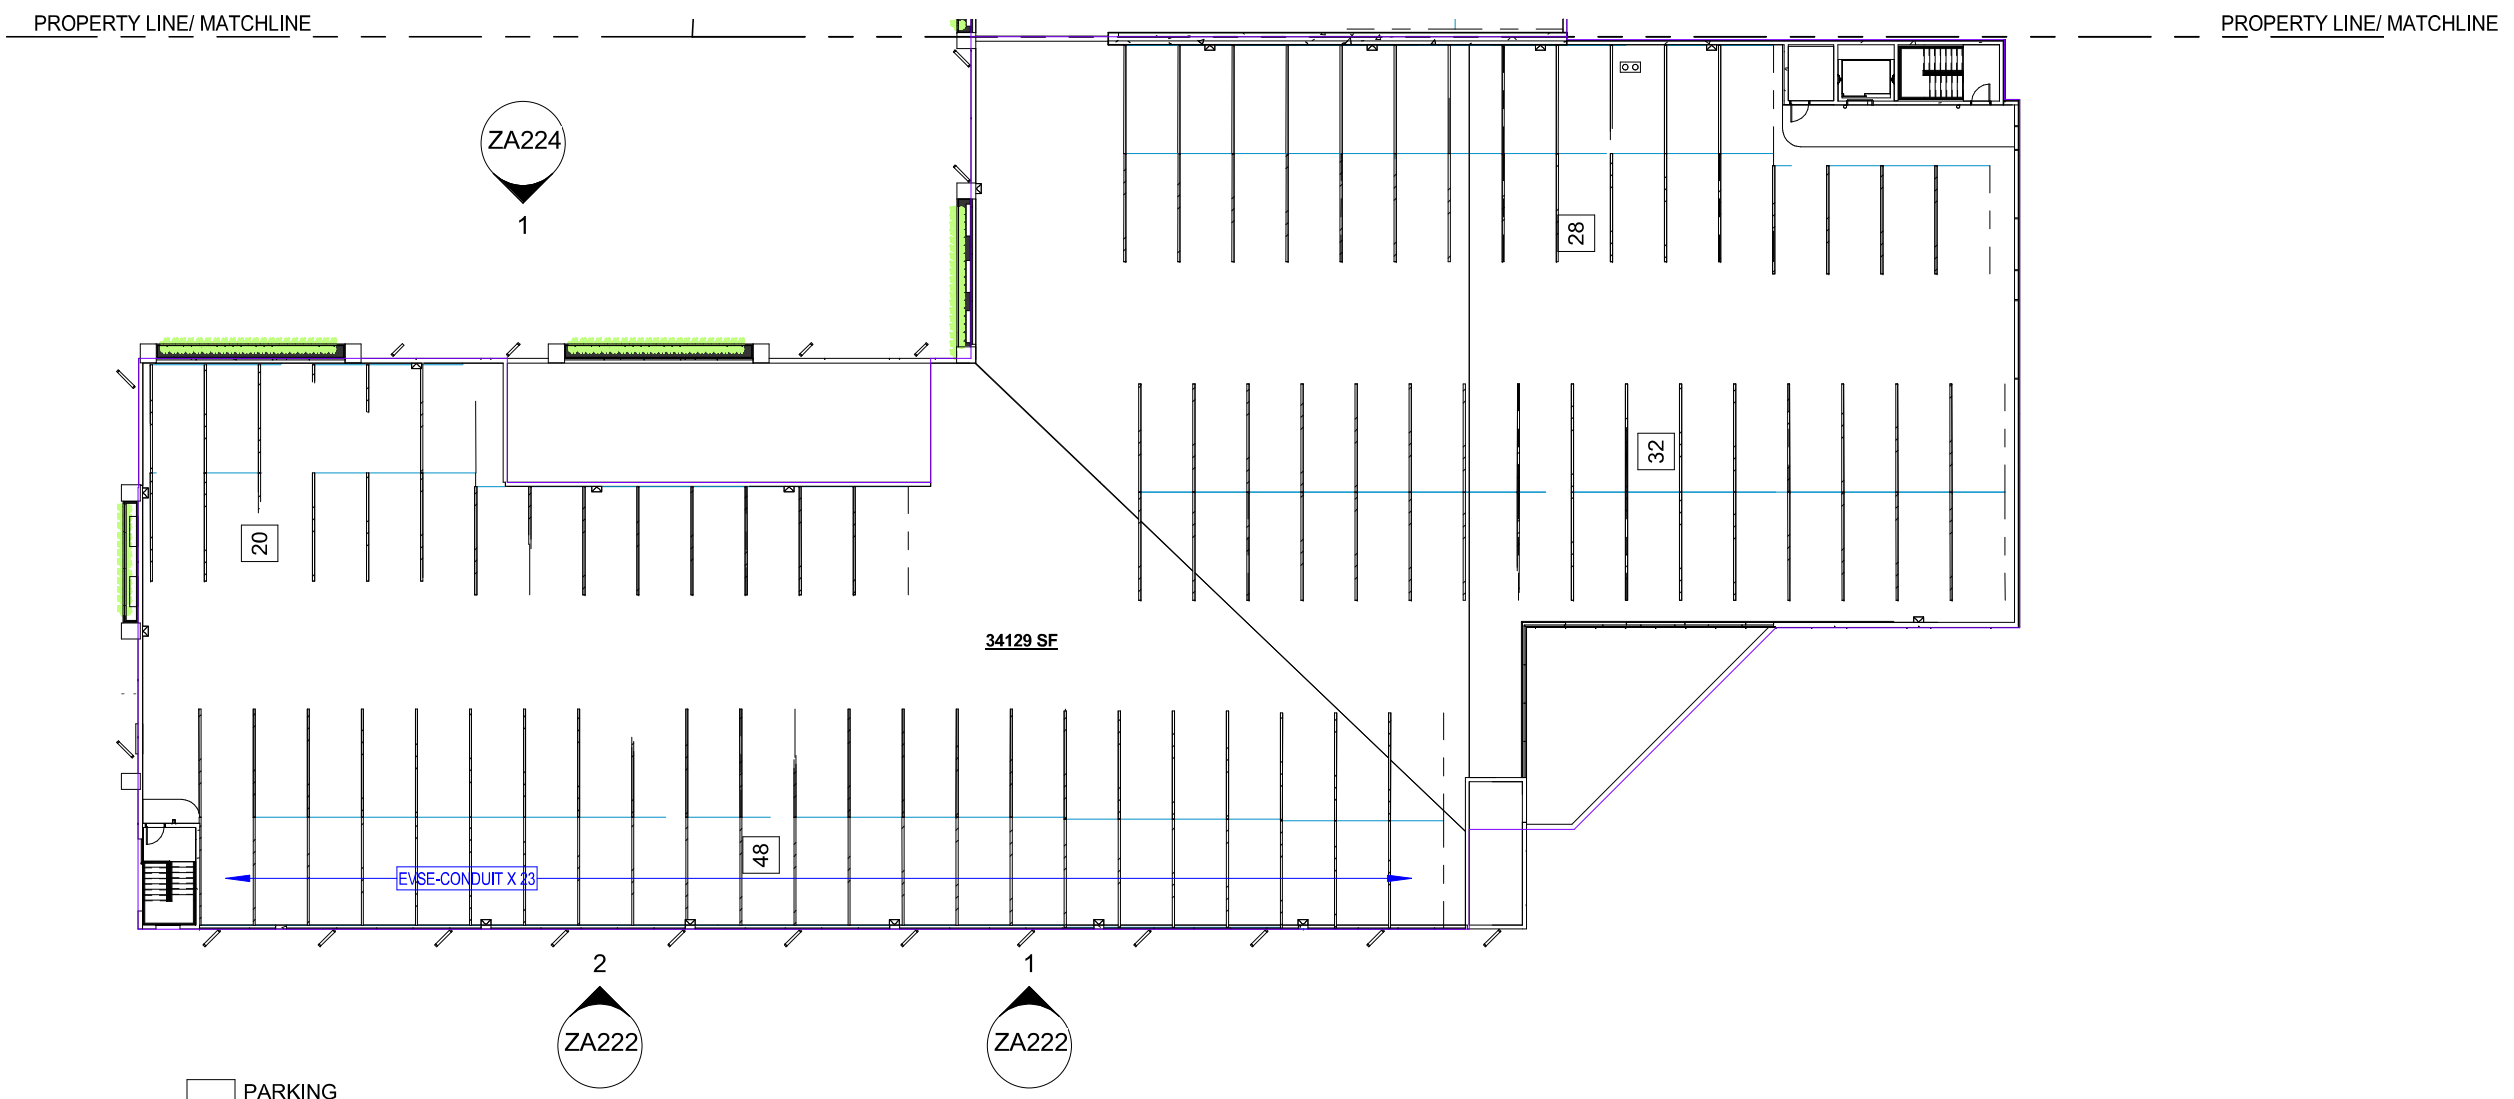 PROPERTY LINE/ MATCHLINE
PROPERTY LINE/ MATCHLINE
ZA224
1
28
32
20
34129 SF
48
EVSE-CONDUIT X 23
2
1
ZA222
ZA222
PARKING